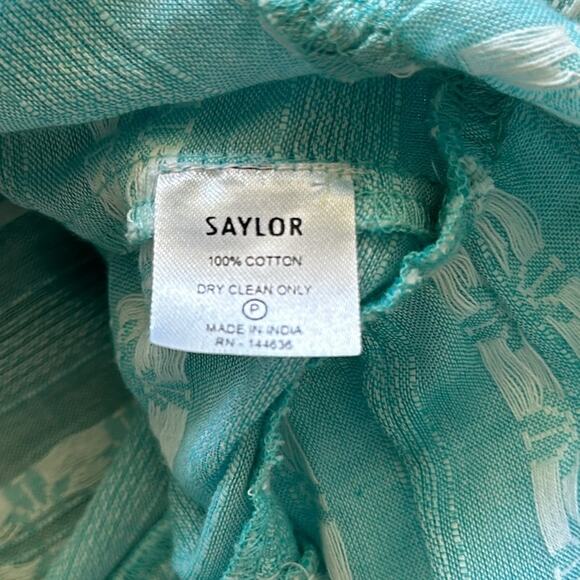 SAYLOR
100% COTTON
DRY CLEAN ONLY
P
MADE IN INDIA
RN - 144636